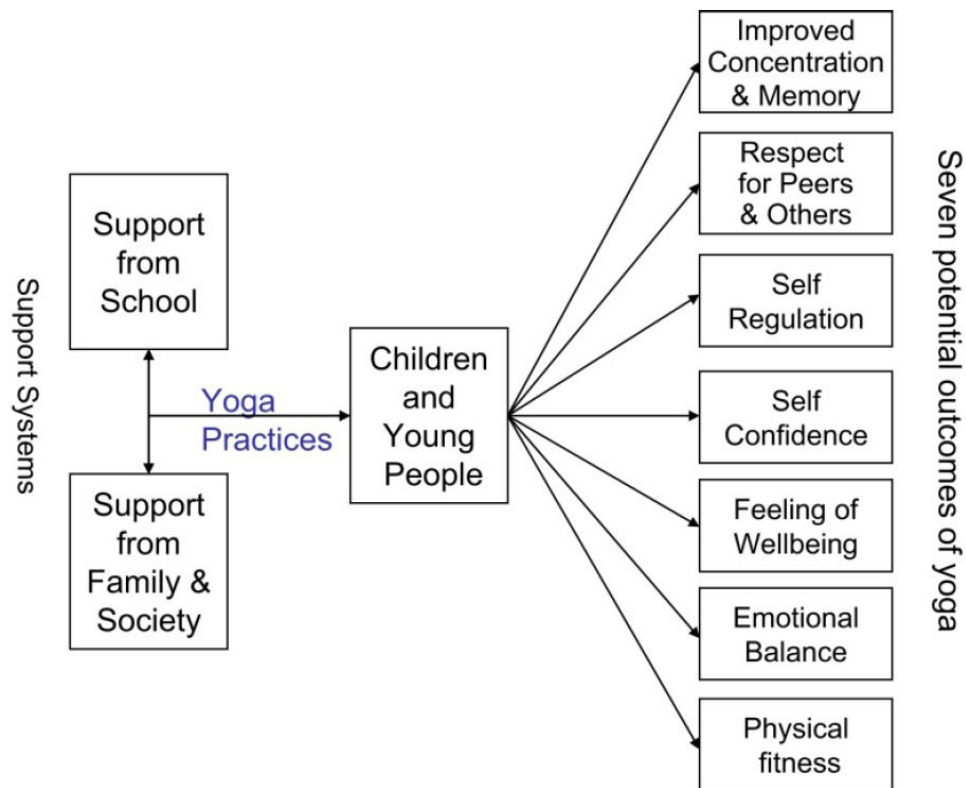 Support Systems
Support
from
School
Support
from
Family &
Society
Yoga
Practices
Children
and
Young
People
Improved
Concentration
& Memory
Respect
for Peers
& Others
Self
Regulation
Self
Confidence
Feeling of
Wellbeing
Emotional
Balance
Physical
fitness
Seven potential outcomes of yoga